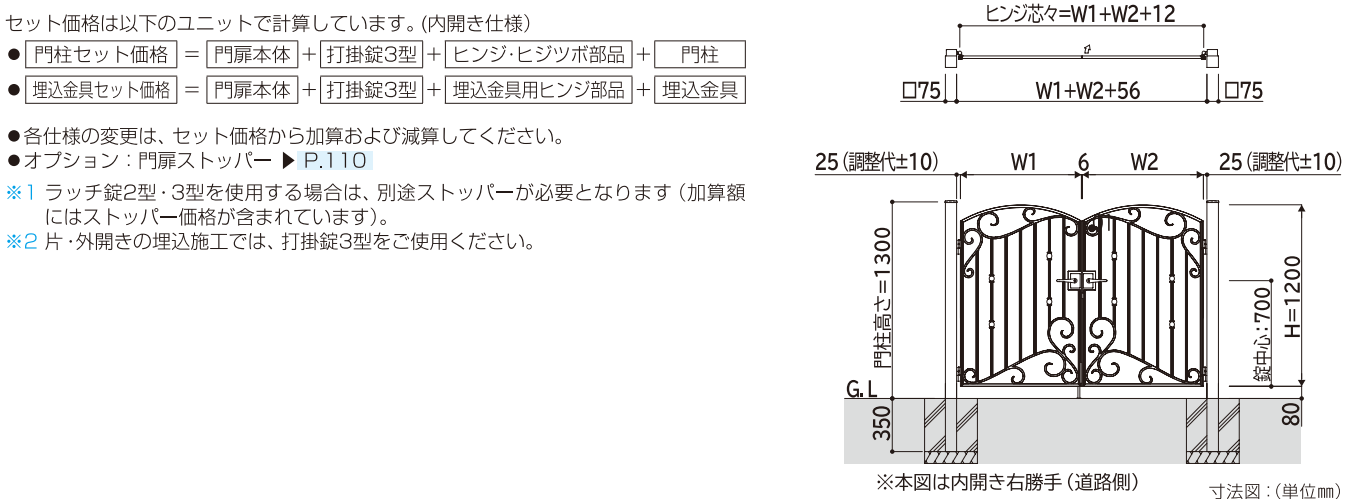 セット価格は以下のユニットで計算しています。(内開き仕様)
● 門柱セット価格 = 門扉本体 + 打掛錠3型 + ヒンジ・ヒジツボ部品 + 門柱
● 埋込金具セット価格 = 門扉本体 + 打掛錠3型 + 埋込金具用ヒンジ部品 + 埋込金具
●各仕様の変更は、セット価格から加算および減算してください。
●オプション：門扉ストッパー ▶ P.110
※1 ラッチ錠2型・3型を使用する場合は、別途ストッパーが必要となります（加算額
にはストッパー価格が含まれています）。
※2 片・外開きの埋込施工では、打掛錠3型をご使用ください。
ヒンジ芯々=W1+W2+12
□75 W1+W2+56 □75
25（調整代±10） W1 6 W2 25（調整代±10）
門柱高さ=1300
錠中心:700
H=1200
G.L
350
80
※本図は内開き右勝手（道路側）
寸法図：（単位㎜）